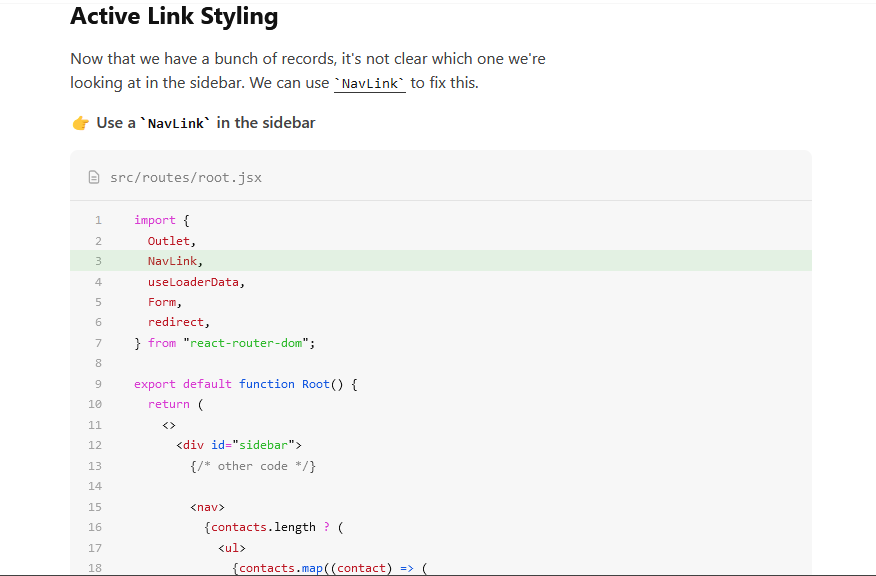 Active Link Styling
Now that we have a bunch of records, it's not clear which one we're
looking at in the sidebar. We can use `NavLink` to fix this.
👉 Use a `NavLink` in the sidebar
src/routes/root.jsx
1 import {
2   Outlet,
3   NavLink,
4   useLoaderData,
5   Form,
6   redirect,
7 } from "react-router-dom";
8
9 export default function Root() {
10   return (
11     <>
12       <div id="sidebar">
13         {/* other code */}
14
15         <nav>
16           {contacts.length ? (
17             <ul>
18               {contacts.map((contact) => (